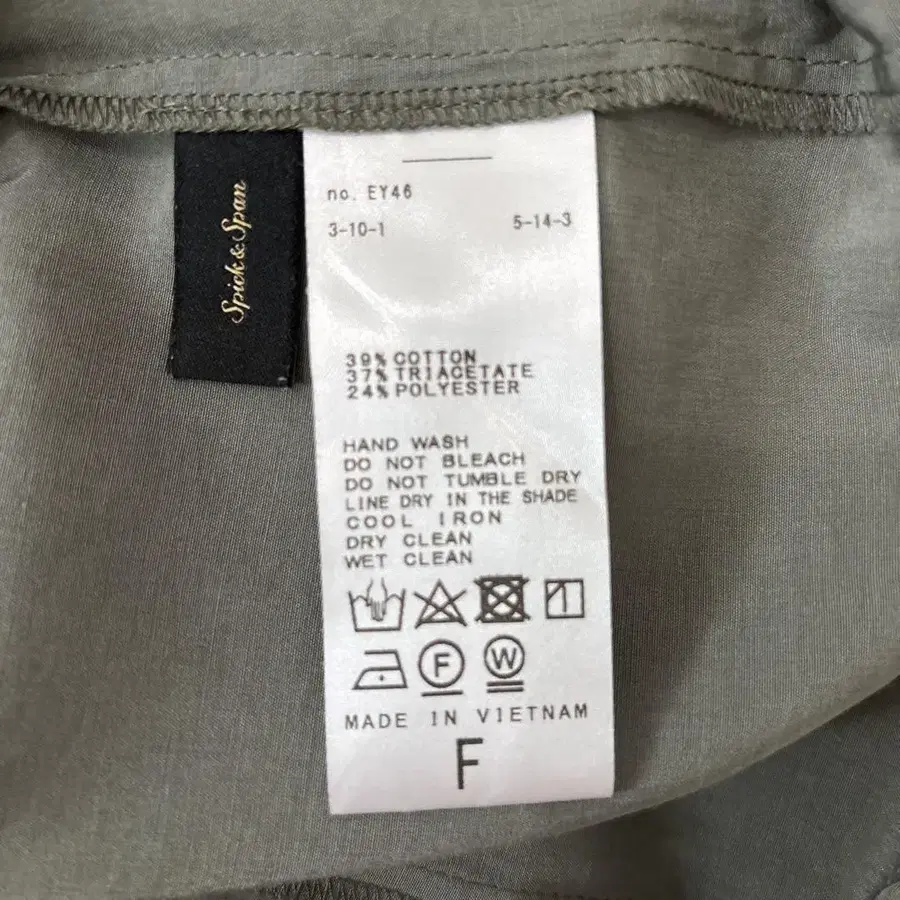 Spick & Span
no. EY46
3-10-1 5-14-3
39% COTTON
37% TRIACETATE
24% POLYESTER
HAND WASH
DO NOT BLEACH
DO NOT TUMBLE DRY
LINE DRY IN THE SHADE
COOL IRON
DRY CLEAN
WET CLEAN
F W
MADE IN VIETNAM
F